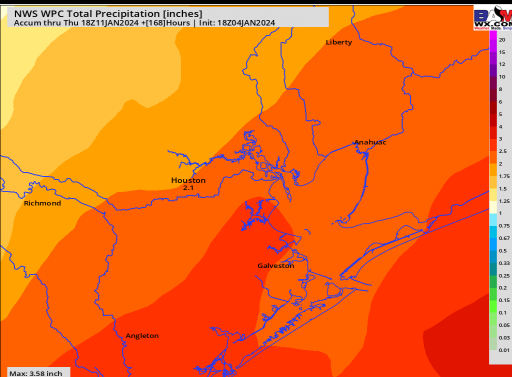 NWS WPC Total Precipitation [inches]
Accum thru Thu 18Z11JAN2024 +[168]Hours | Init: 18Z04JAN2024
BAM
WX.COM
Liberty
Anahuac
Houston
2.1
Richmond
Galveston
Angleton
Max: 3.58 inch
20
15
12
10
8
6
5
4
3
2.5
2
1.75
1.5
1.25
1
0.75
0.67
0.5
0.33
0.25
0.2
0.15
0.1
0.05
0.03
0.01